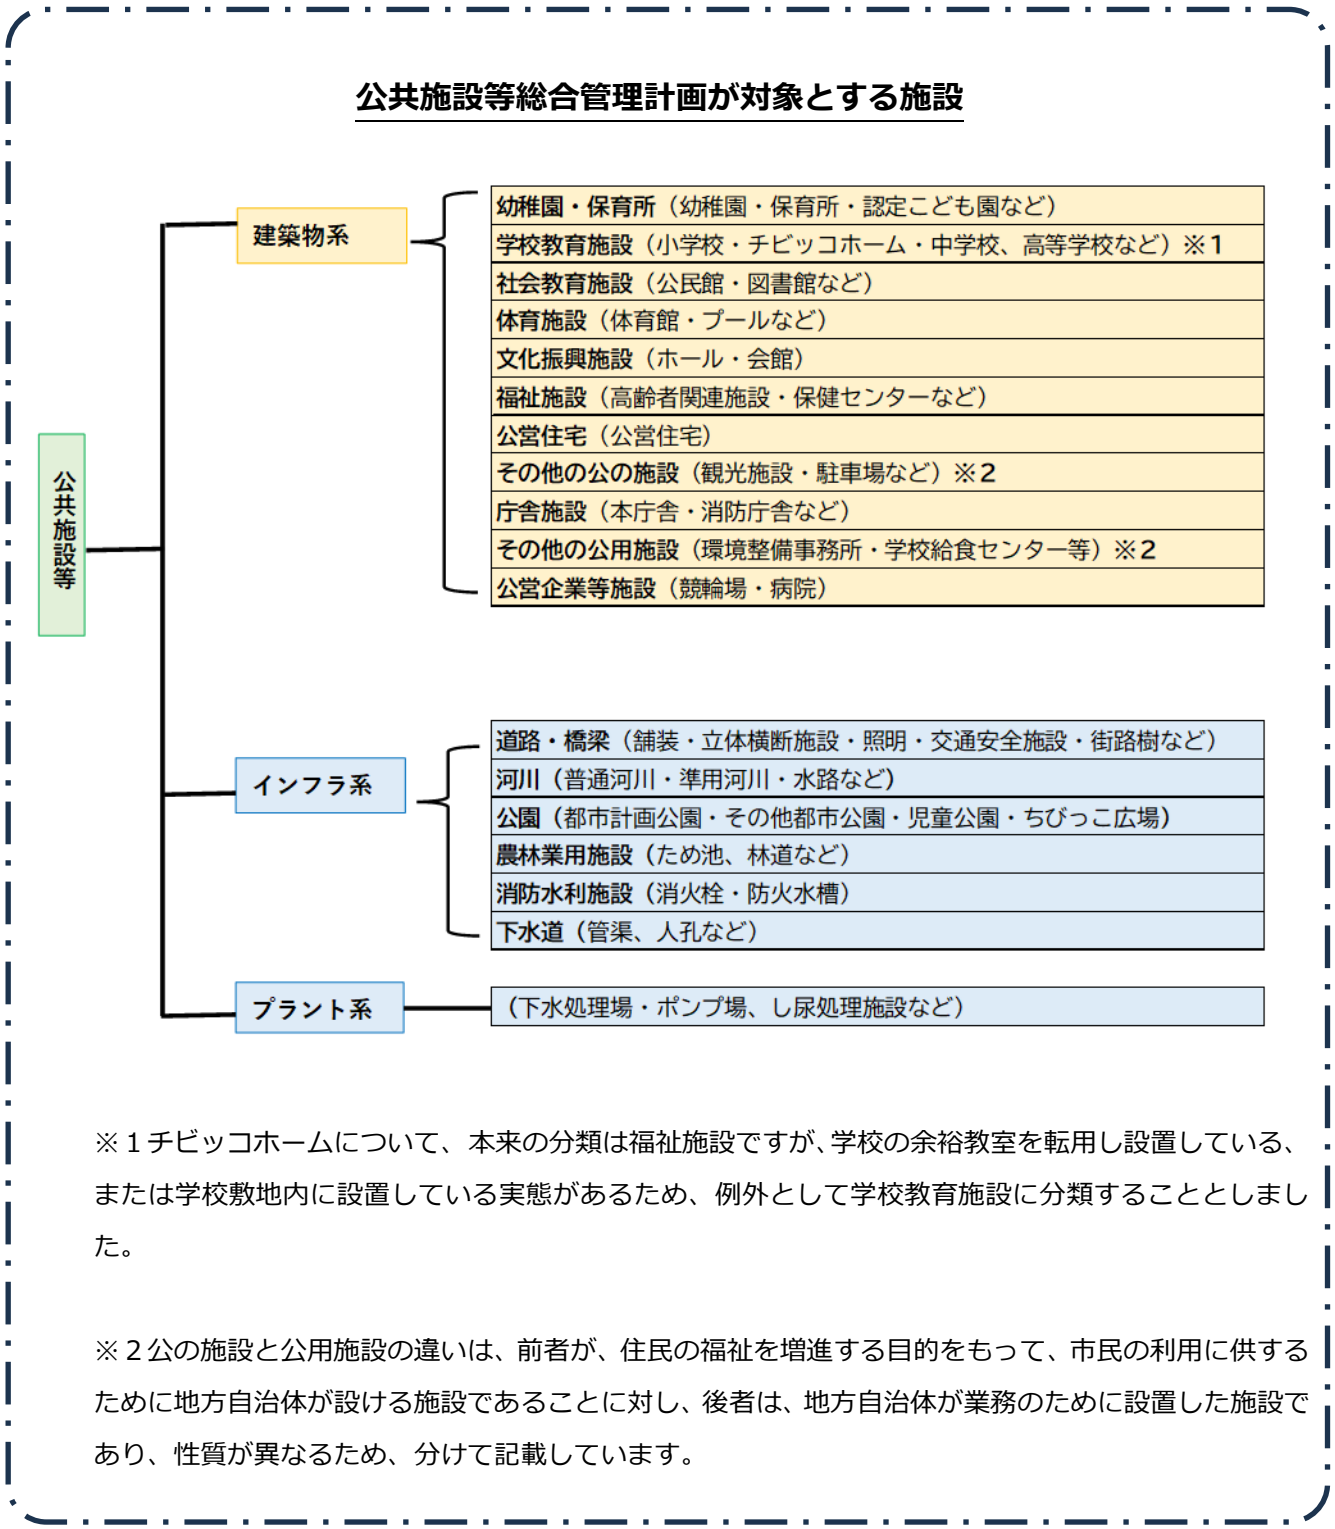 公共施設等総合管理計画が対象とする施設
公共施設等
建築物系
幼稚園・保育所（幼稚園・保育所・認定こども園など）
学校教育施設（小学校・チビッコホーム・中学校、高等学校など）※１
社会教育施設（公民館・図書館など）
体育施設（体育館・プールなど）
文化振興施設（ホール・会館）
福祉施設（高齢者関連施設・保健センターなど）
公営住宅（公営住宅）
その他の公の施設（観光施設・駐車場など）※２
庁舎施設（本庁舎・消防庁舎など）
その他の公用施設（環境整備事務所・学校給食センター等）※２
公営企業等施設（競輪場・病院）
インフラ系
道路・橋梁（舗装・立体横断施設・照明・交通安全施設・街路樹など）
河川（普通河川・準用河川・水路など）
公園（都市計画公園・その他都市公園・児童公園・ちびっこ広場）
農林業用施設（ため池、林道など）
消防水利施設（消火栓・防火水槽）
下水道（管渠、人孔など）
プラント系
（下水処理場・ポンプ場、し尿処理施設など）
※１チビッコホームについて、本来の分類は福祉施設ですが、学校の余裕教室を転用し設置している、
または学校敷地内に設置している実態があるため、例外として学校教育施設に分類することとしまし
た。
※２公の施設と公用施設の違いは、前者が、住民の福祉を増進する目的をもって、市民の利用に供する
ために地方自治体が設ける施設であることに対し、後者は、地方自治体が業務のために設置した施設で
あり、性質が異なるため、分けて記載しています。